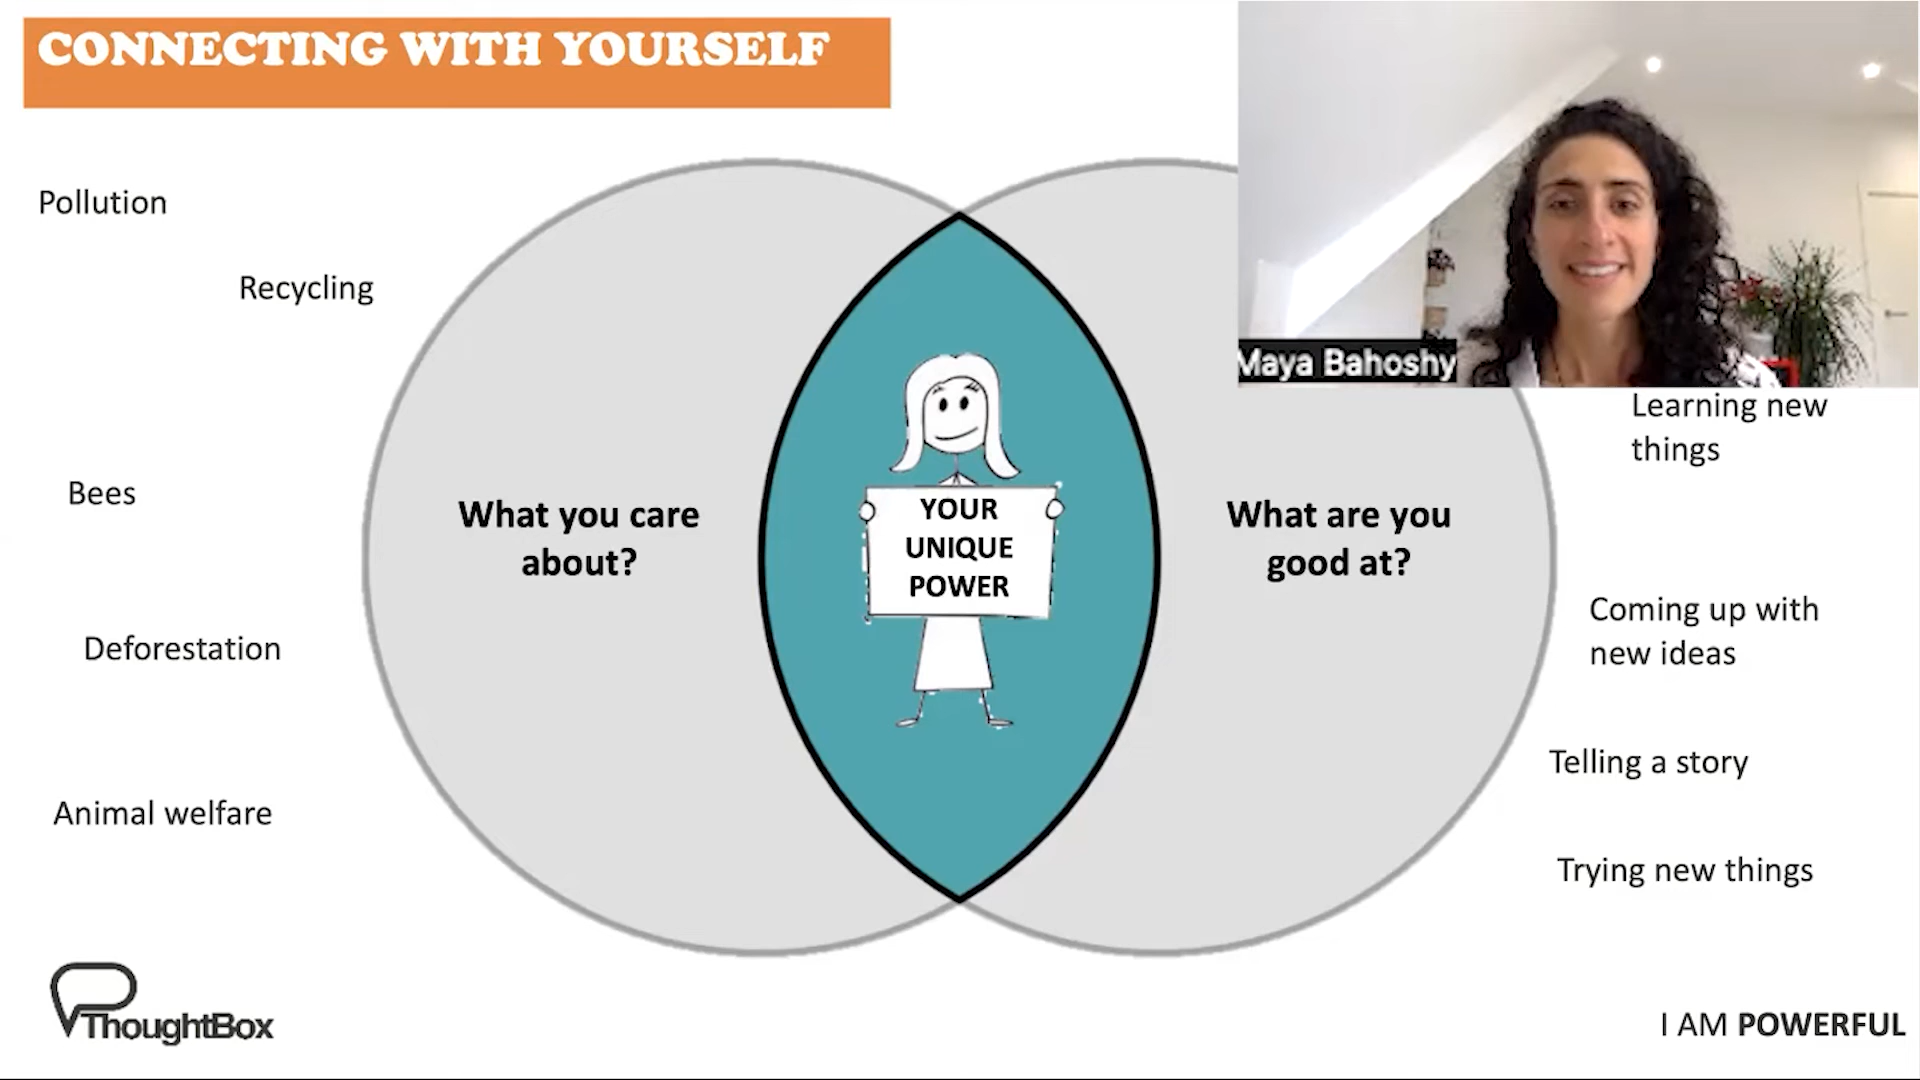 CONNECTING WITH YOURSELF
Pollution
Recycling
Bees
Deforestation
Animal welfare
What you care
about?
YOUR
UNIQUE
POWER
What are you
good at?
Maya Bahoshy
Learning new
things
Coming up with
new ideas
Telling a story
Trying new things
ThoughtBox
I AM POWERFUL